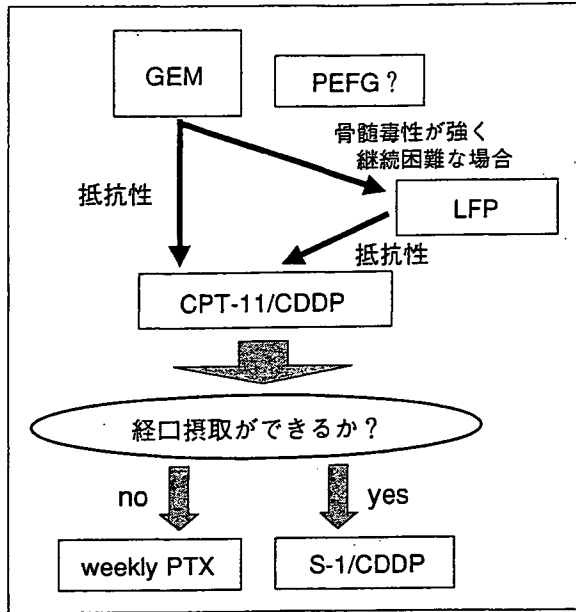 GEM
PEFG ?
骨髄毒性が強く
継続困難な場合
抵抗性
LFP
抵抗性
CPT-11/CDDP
経口摂取ができるか？
no
yes
weekly PTX
S-1/CDDP